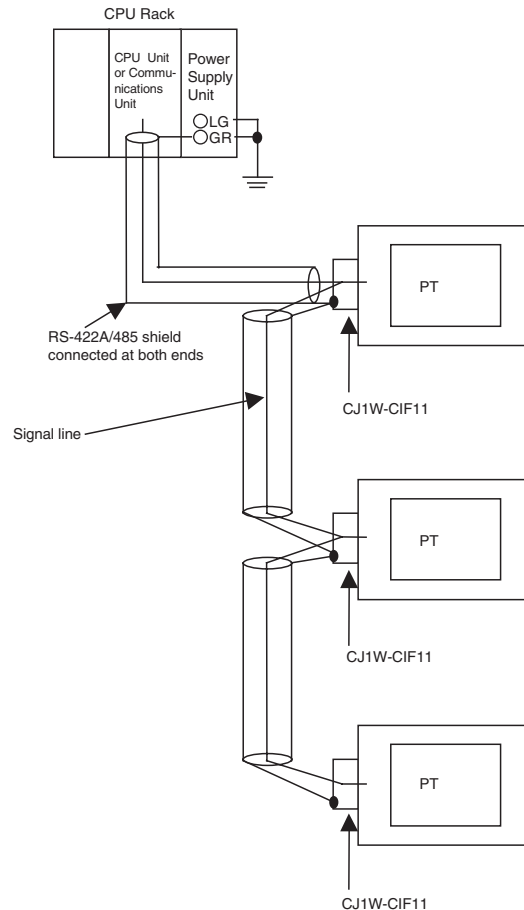 CPU Rack
CPU Unit
or Commu-
nications
Unit
Power
Supply
Unit
LG
GR
PT
RS-422A/485 shield
connected at both ends
CJ1W-CIF11
Signal line
PT
CJ1W-CIF11
PT
CJ1W-CIF11